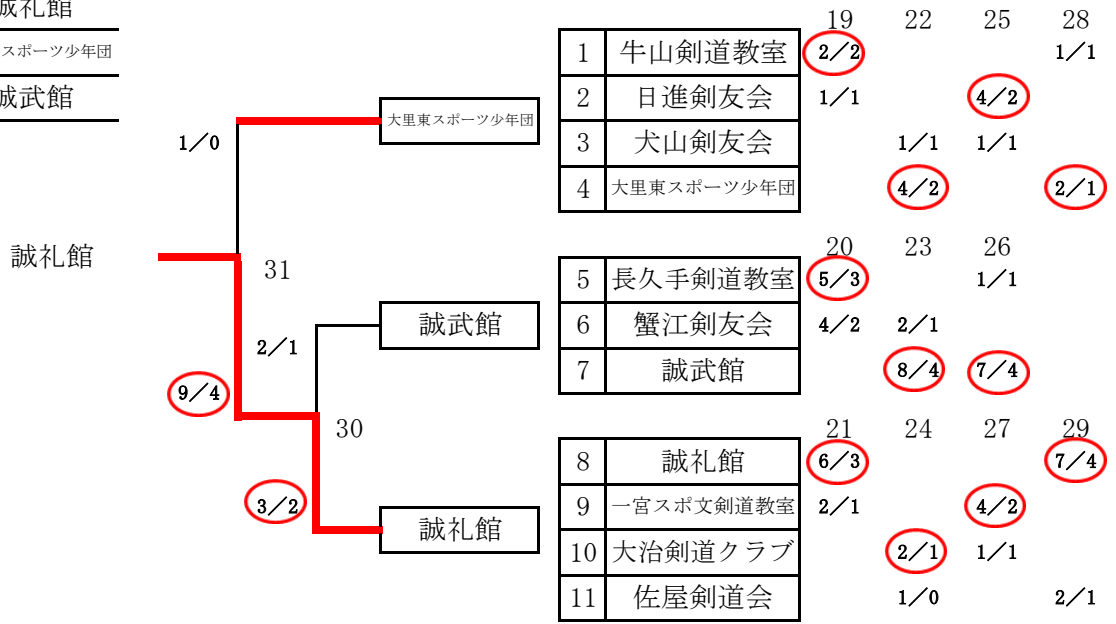 誠礼館
スポーツ少年団
誠武館
1／0
誠礼館
31
2／1
9／4
30
3／2
大里東スポーツ少年団
誠武館
誠礼館
19 22 25 28
1 牛山剣道教室 2／2 1／1
2 日進剣友会 1／1 4／2
3 犬山剣友会 1／1 1／1
4 大里東スポーツ少年団 4／2 2／1
20 23 26
5 長久手剣道教室 5／3 1／1
6 蟹江剣友会 4／2 2／1
7 誠武館 8／4 7／4
21 24 27 29
8 誠礼館 6／3 7／4
9 一宮スポ文剣道教室 2／1 4／2
10 大治剣道クラブ 2／1 1／1
11 佐屋剣道会 1／0 2／1